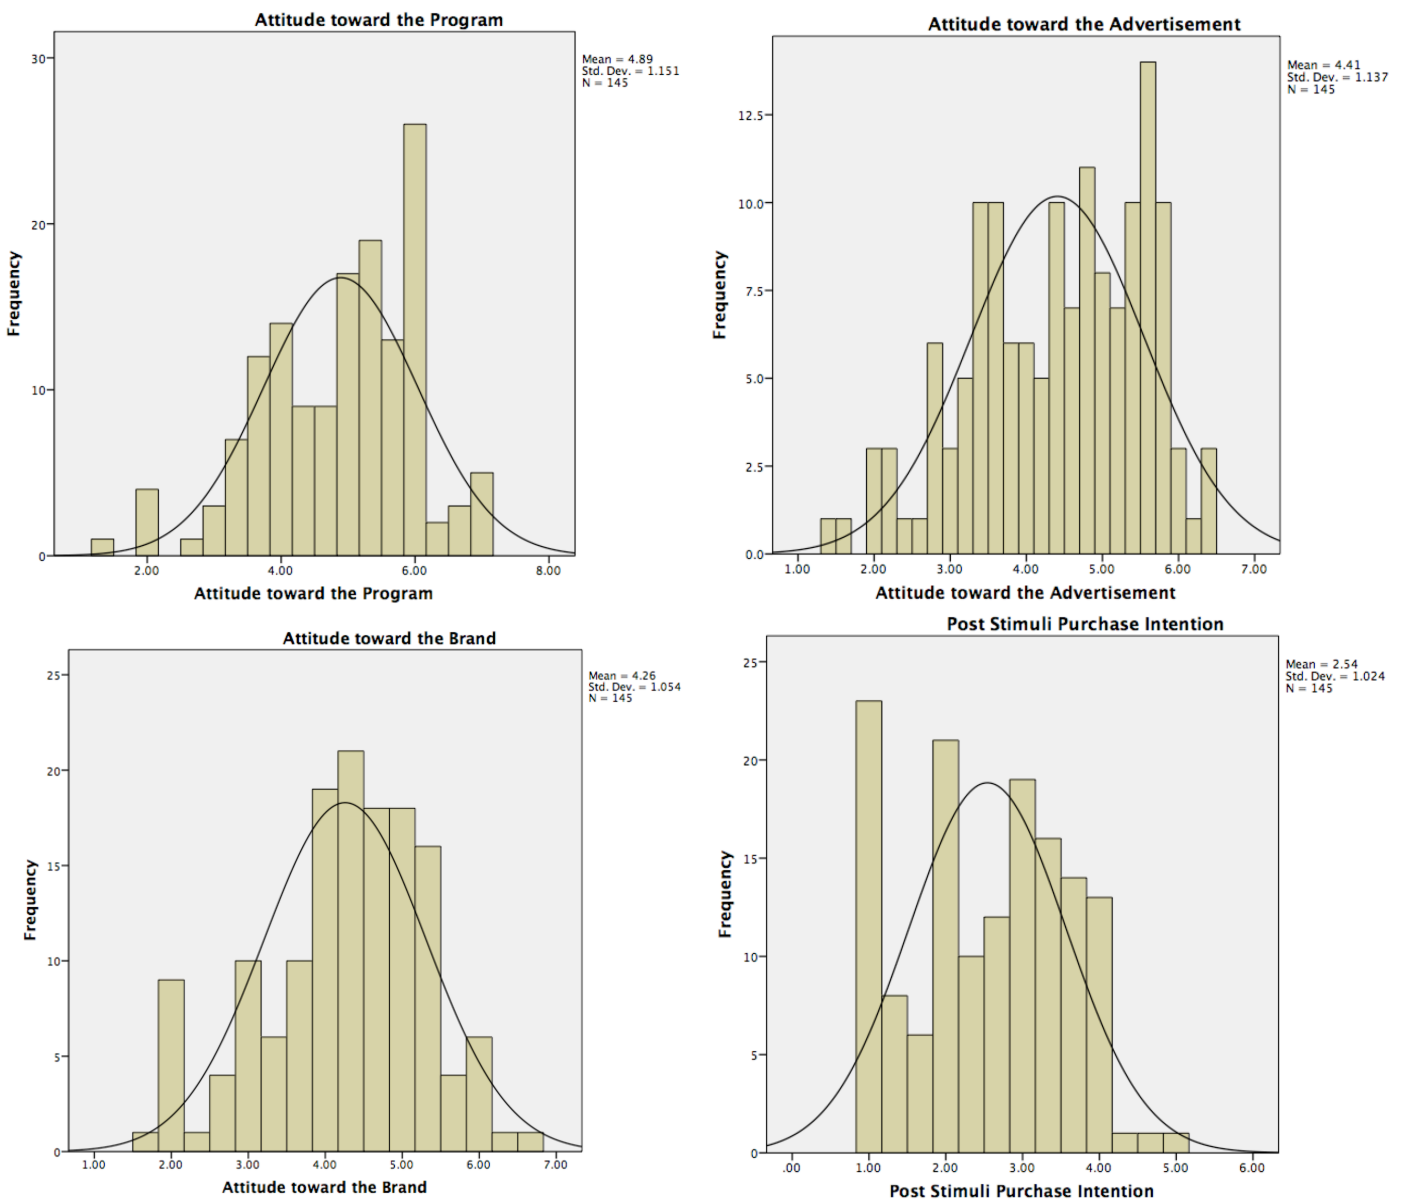 Attitude toward the Program
Mean = 4.89
Std. Dev. = 1.151
N = 145
30
20
10
0
Frequency
2.00 4.00 6.00 8.00
Attitude toward the Program
Attitude toward the Advertisement
Mean = 4.41
Std. Dev. = 1.137
N = 145
12.5
10.0
7.5
5.0
2.5
0.0
Frequency
1.00 2.00 3.00 4.00 5.00 6.00 7.00
Attitude toward the Advertisement
Attitude toward the Brand
Mean = 4.26
Std. Dev. = 1.054
N = 145
25
20
15
10
5
0
Frequency
1.00 2.00 3.00 4.00 5.00 6.00 7.00
Attitude toward the Brand
Post Stimuli Purchase Intention
Mean = 2.54
Std. Dev. = 1.024
N = 145
25
20
15
10
5
0
Frequency
.00 1.00 2.00 3.00 4.00 5.00 6.00
Post Stimuli Purchase Intention